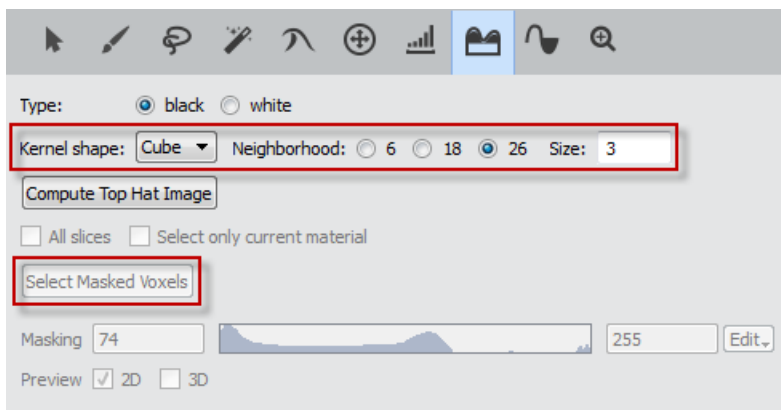 Type: black white
Kernel shape: Cube Neighborhood: 6 18 26 Size: 3
Compute Top Hat Image
All slices Select only current material
Select Masked Voxels
Masking 74 255 Edit
Preview 2D 3D